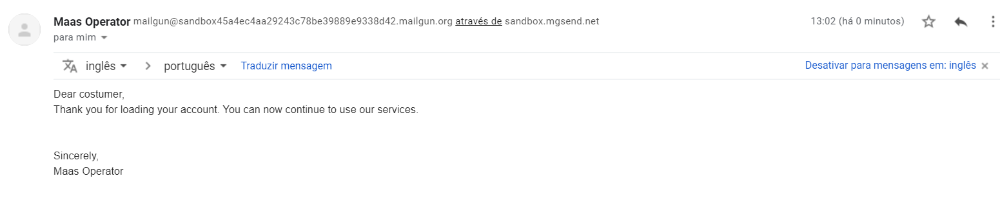 Maas Operator mailgun@sandbox45a4ec4aa29243c78be39889e9338d42.mailgun.org através de sandbox.mgsend.net 13:02 (há 0 minutos)
para mim
inglês português Traduzir mensagem Desativar para mensagens em: inglês
Dear costumer,
Thank you for loading your account. You can now continue to use our services.
Sincerely,
Maas Operator